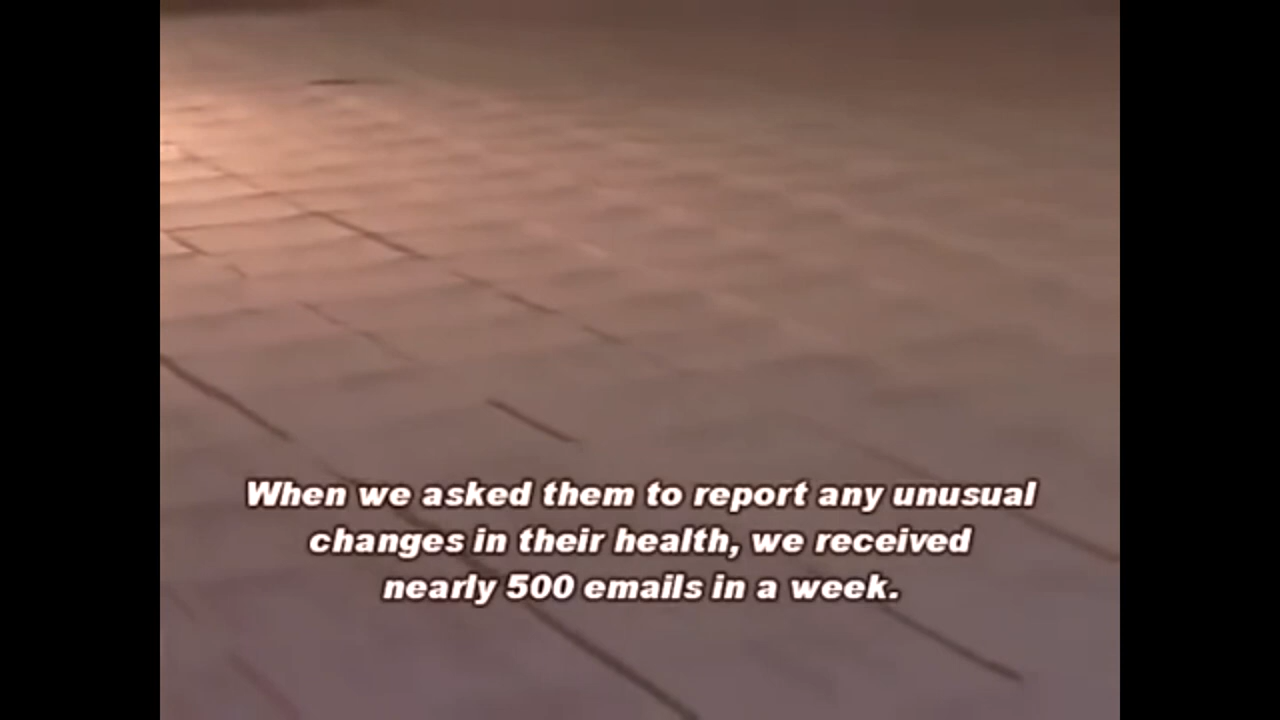 When we asked them to report any unusual
changes in their health, we received
nearly 500 emails in a week.